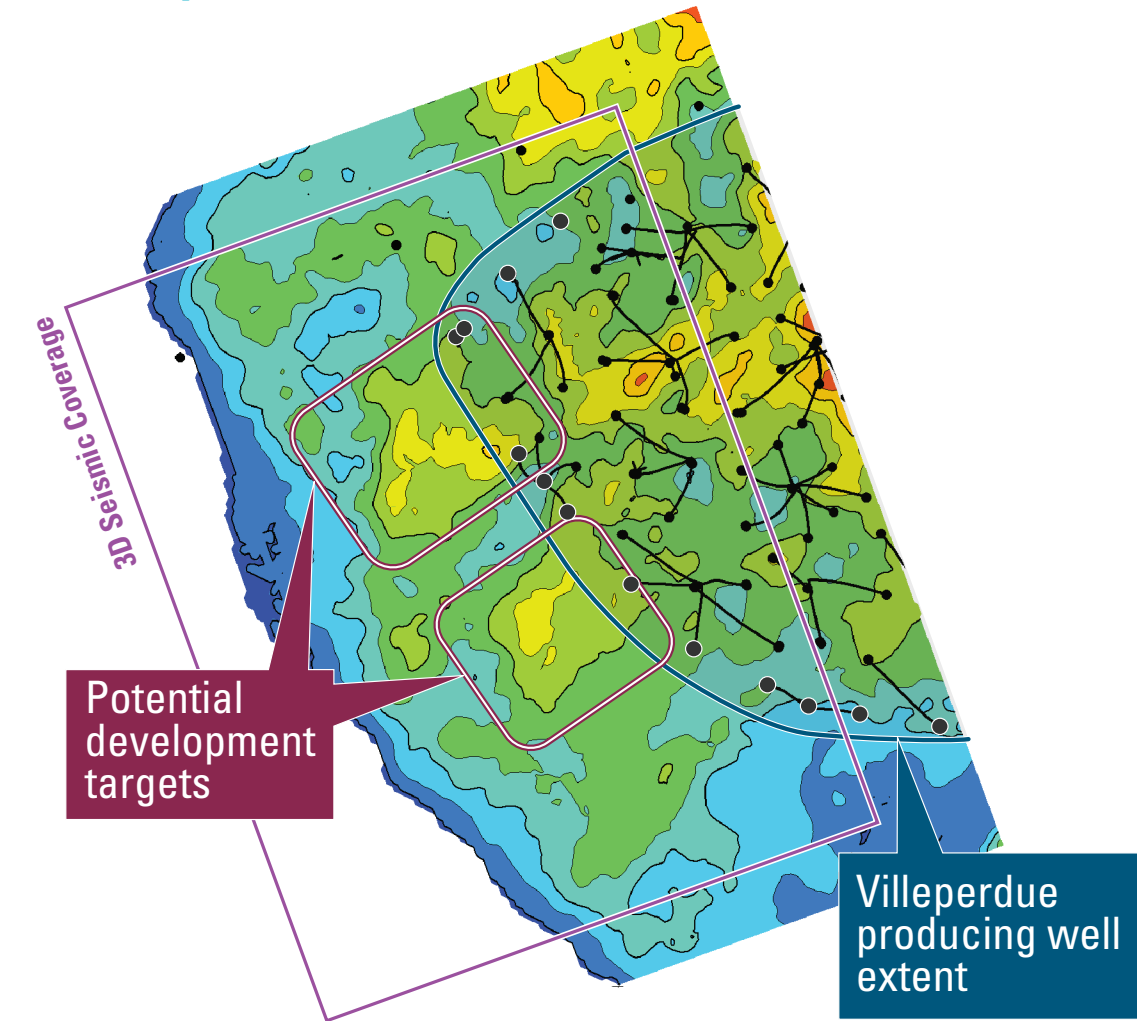 3D Seismic Coverage
Potential
development
targets
Villeperdue
producing well
extent